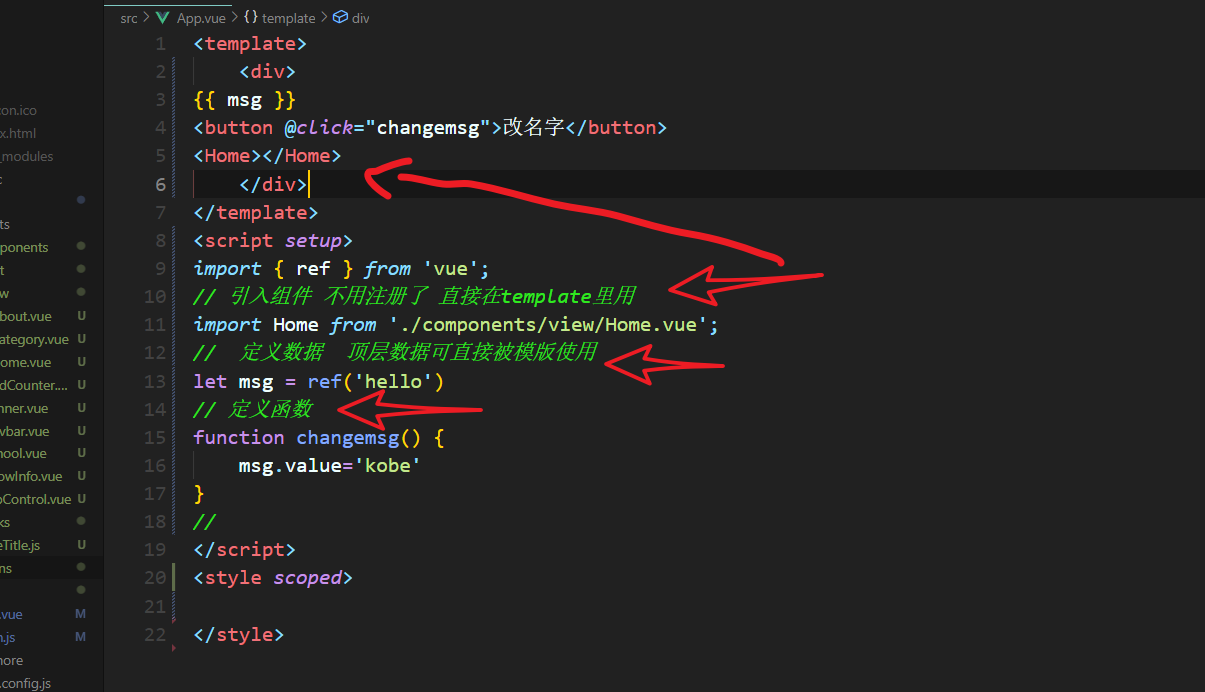 src > App.vue > {} template > div
con.ico
x.html
_modules
ts
ponents
t
w
bout.vue U
ategory.vue U
ome.vue U
dCounter.... U
nner.vue U
vbar.vue U
hool.vue U
owInfo.vue U
oControl.vue U
ks
eTitle.js U
ns
.vue M
n.js M
nore
.config.js
1 <template>
2 <div>
3 {{ msg }}
4 <button @click="changemsg">改名字</button>
5 <Home></Home>
6 </div>
7 </template>
8 <script setup>
9 import { ref } from 'vue';
10 // 引入组件 不用注册了 直接在template里用
11 import Home from './components/view/Home.vue';
12 // 定义数据 顶层数据可直接被模版使用
13 let msg = ref('hello')
14 // 定义函数
15 function changemsg() {
16 msg.value='kobe'
17 }
18 //
19 </script>
20 <style scoped>
21
22 </style>